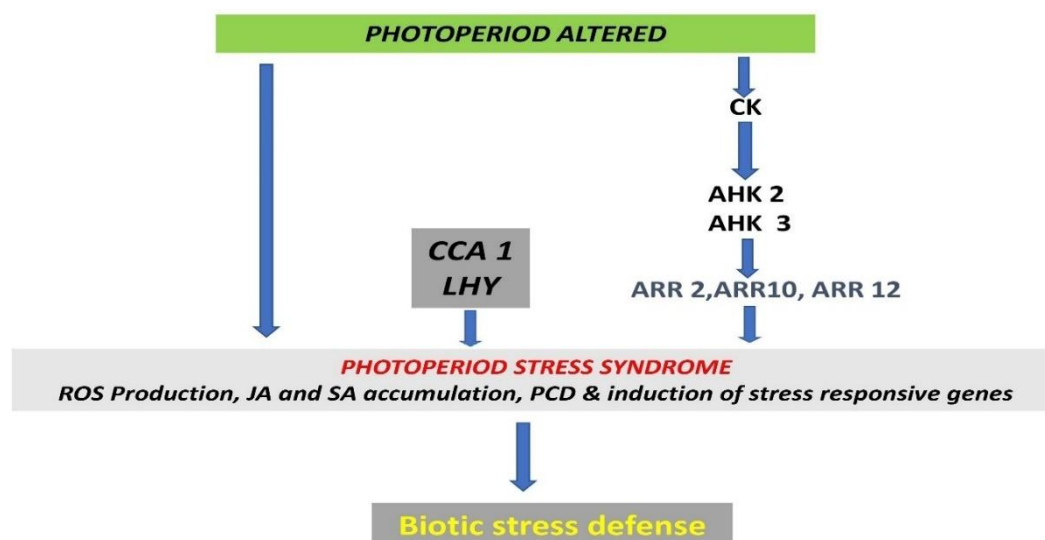 PHOTOPERIOD ALTERED
CK
AHK 2
AHK 3
CCA 1
LHY
ARR 2,ARR10, ARR 12
PHOTOPERIOD STRESS SYNDROME
ROS Production, JA and SA accumulation, PCD & induction of stress responsive genes
Biotic stress defense